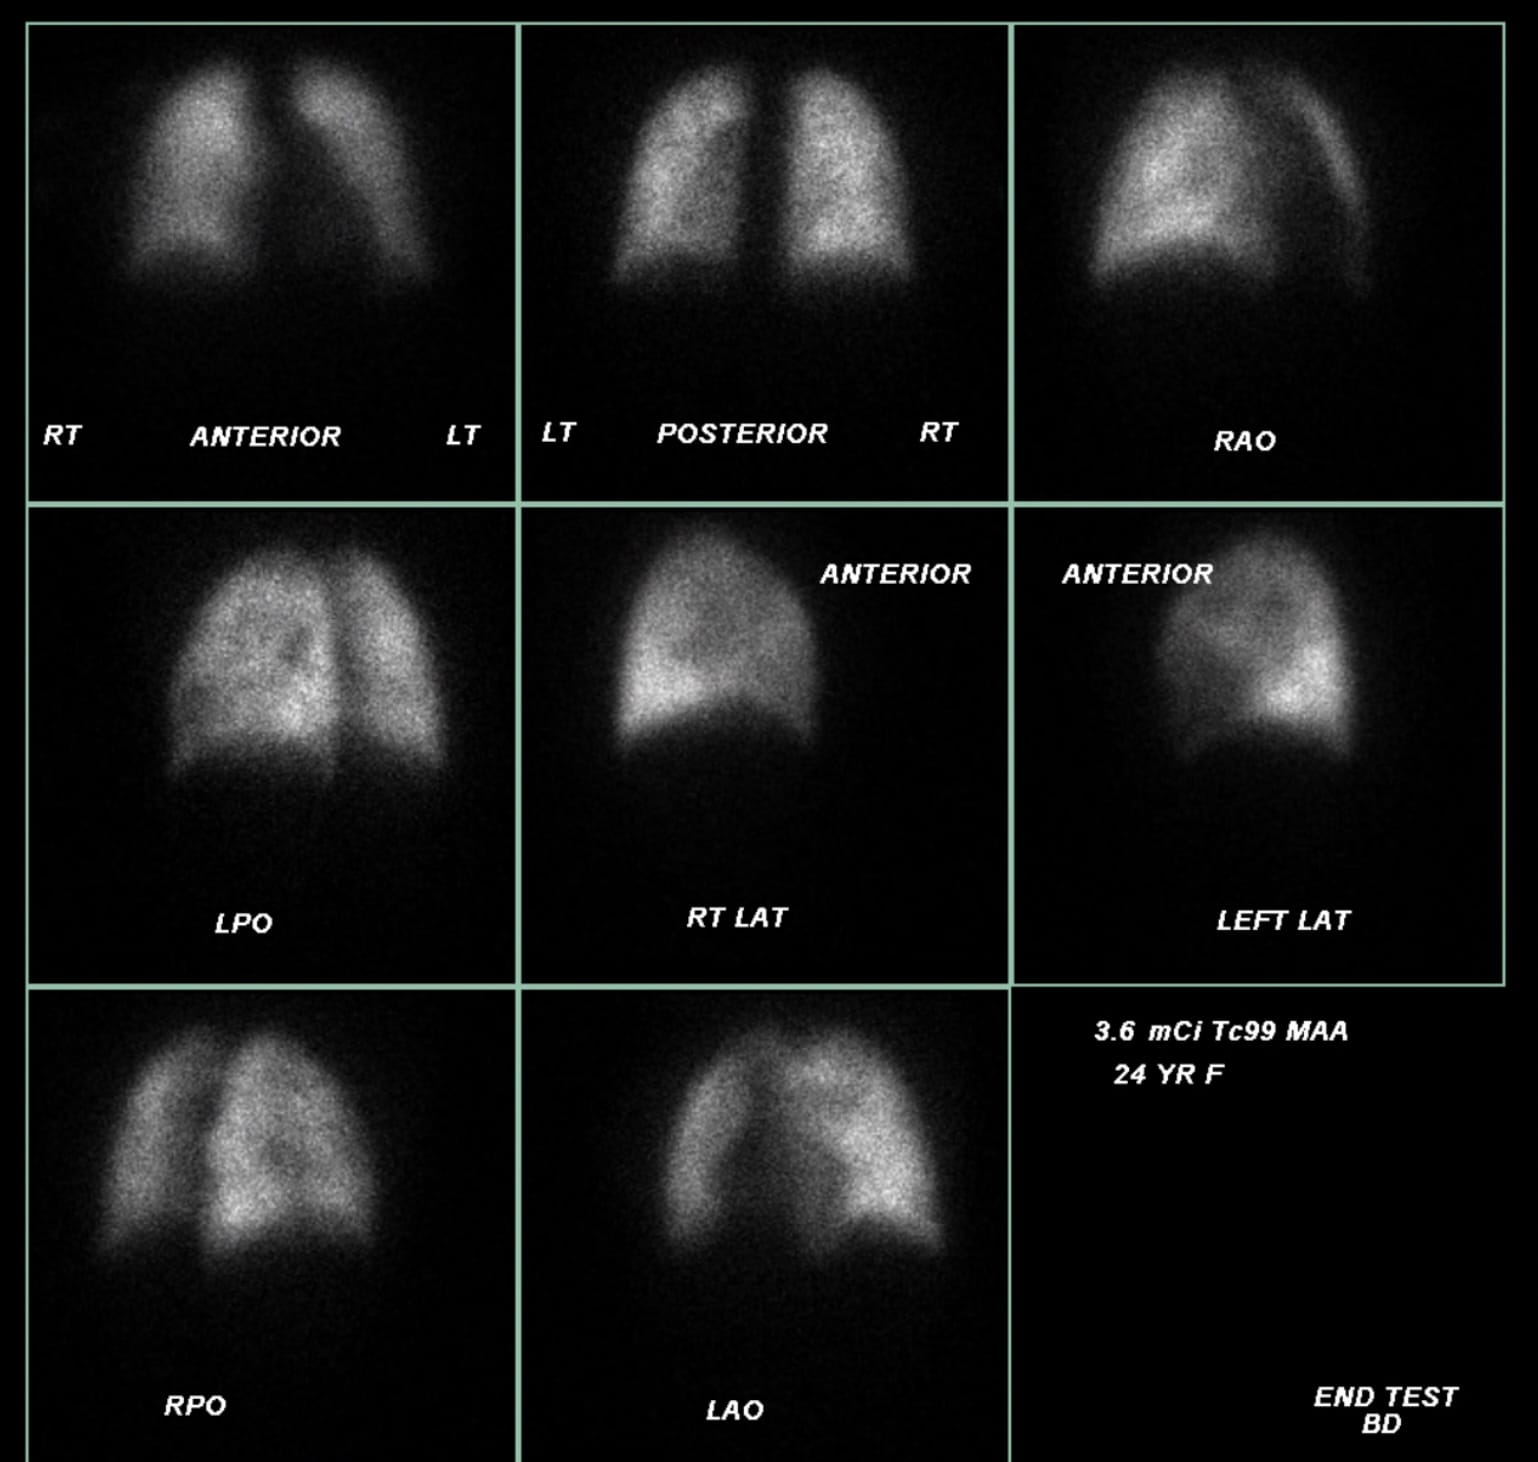 RT ANTERIOR LT
LT POSTERIOR RT
RAO
LPO
ANTERIOR
RT LAT
ANTERIOR
LEFT LAT
RPO
LAO
3.6 mCi Tc99 MAA
24 YR F
END TEST
BD